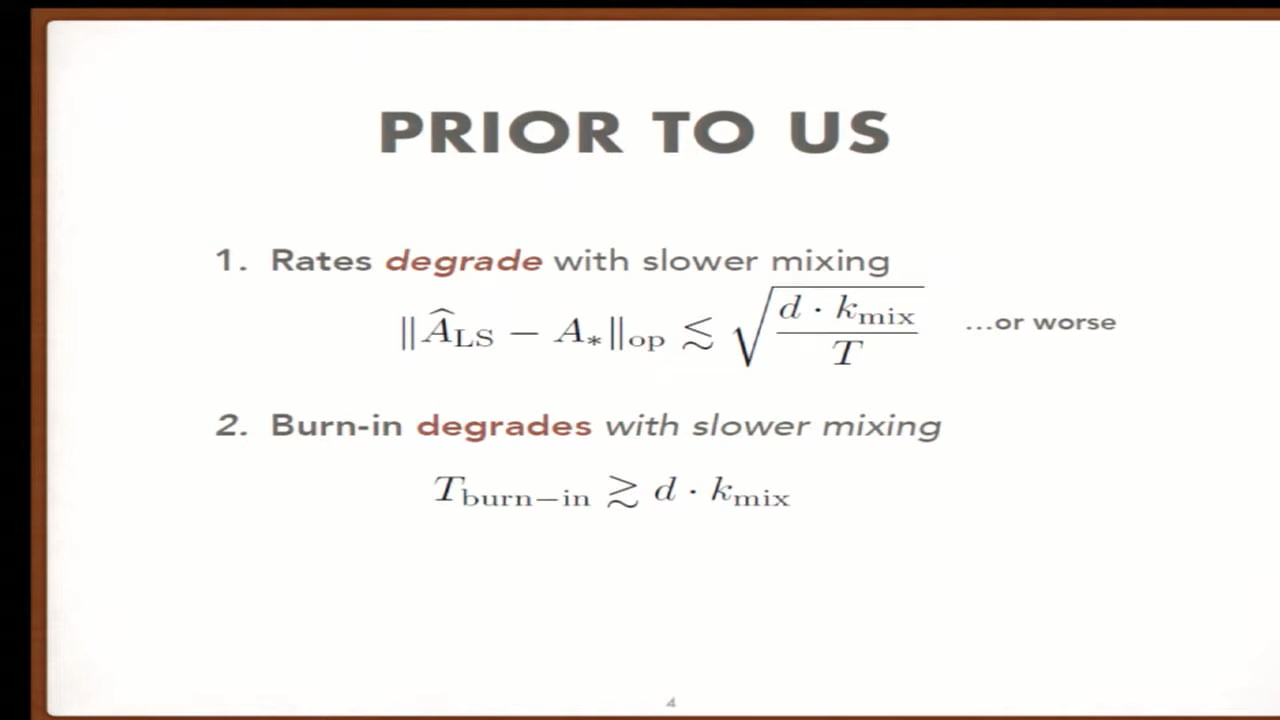 PRIOR TO US
1. Rates degrade with slower mixing
‖Â_LS − A_*‖_op ≲ √(d · k_mix / T) ...or worse
2. Burn-in degrades with slower mixing
T_burn−in ≳ d · k_mix
4